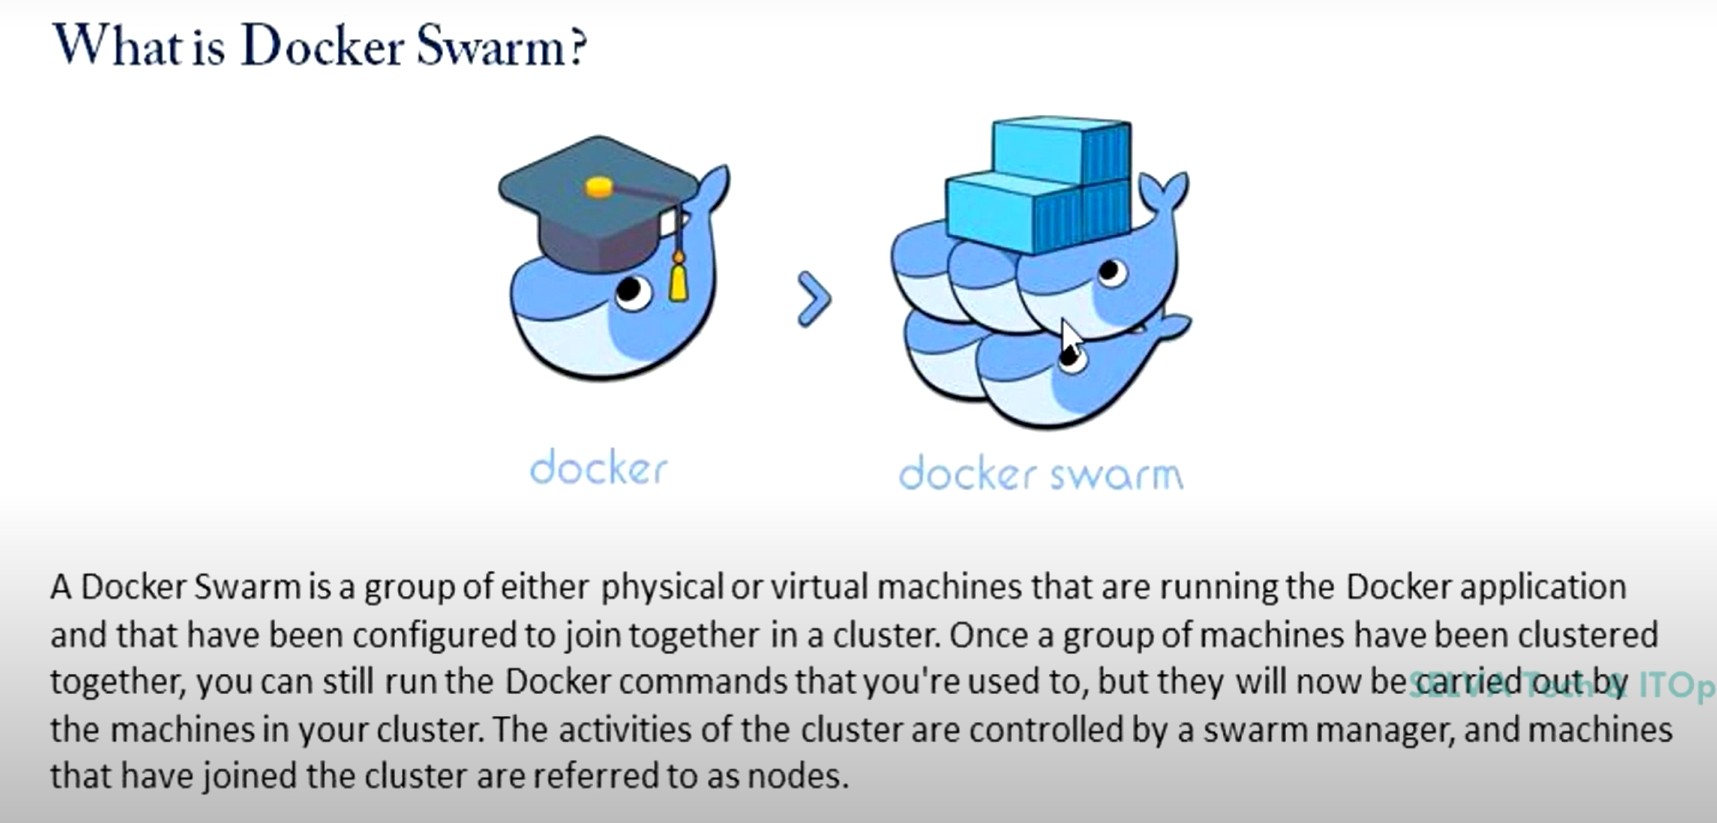 What is Docker Swarm?
docker
docker swarm
A Docker Swarm is a group of either physical or virtual machines that are running the Docker application
and that have been configured to join together in a cluster. Once a group of machines have been clustered
together, you can still run the Docker commands that you're used to, but they will now be carried out by
SELVA Tech & ITOp
the machines in your cluster. The activities of the cluster are controlled by a swarm manager, and machines
that have joined the cluster are referred to as nodes.